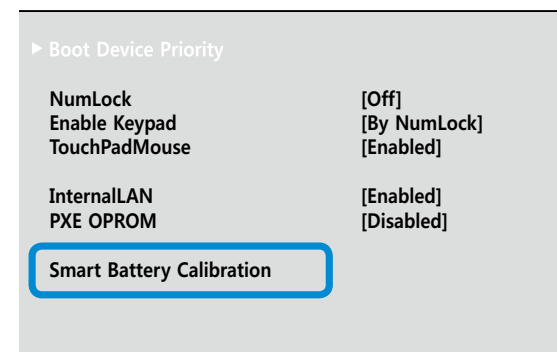 ▶ Boot Device Priority
NumLock [Off]
Enable Keypad [By NumLock]
TouchPadMouse [Enabled]
InternalLAN [Enabled]
PXE OPROM [Disabled]
Smart Battery Calibration